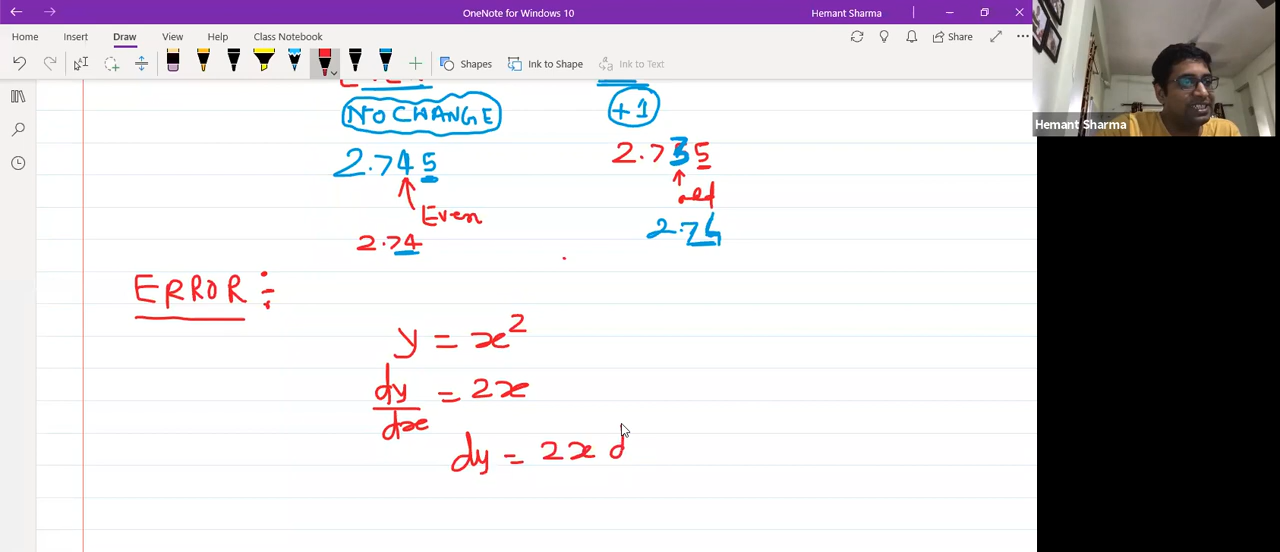 OneNote for Windows 10
Hemant Sharma
Home Insert Draw View Help Class Notebook
Share
Shapes
Ink to Shape
Ink to Text
Hemant Sharma
NO CHANGE
+1
2.745
2.735
Even
odd
2.74
2.74
ERROR :
y = x²
dy/dx = 2x
dy = 2x d